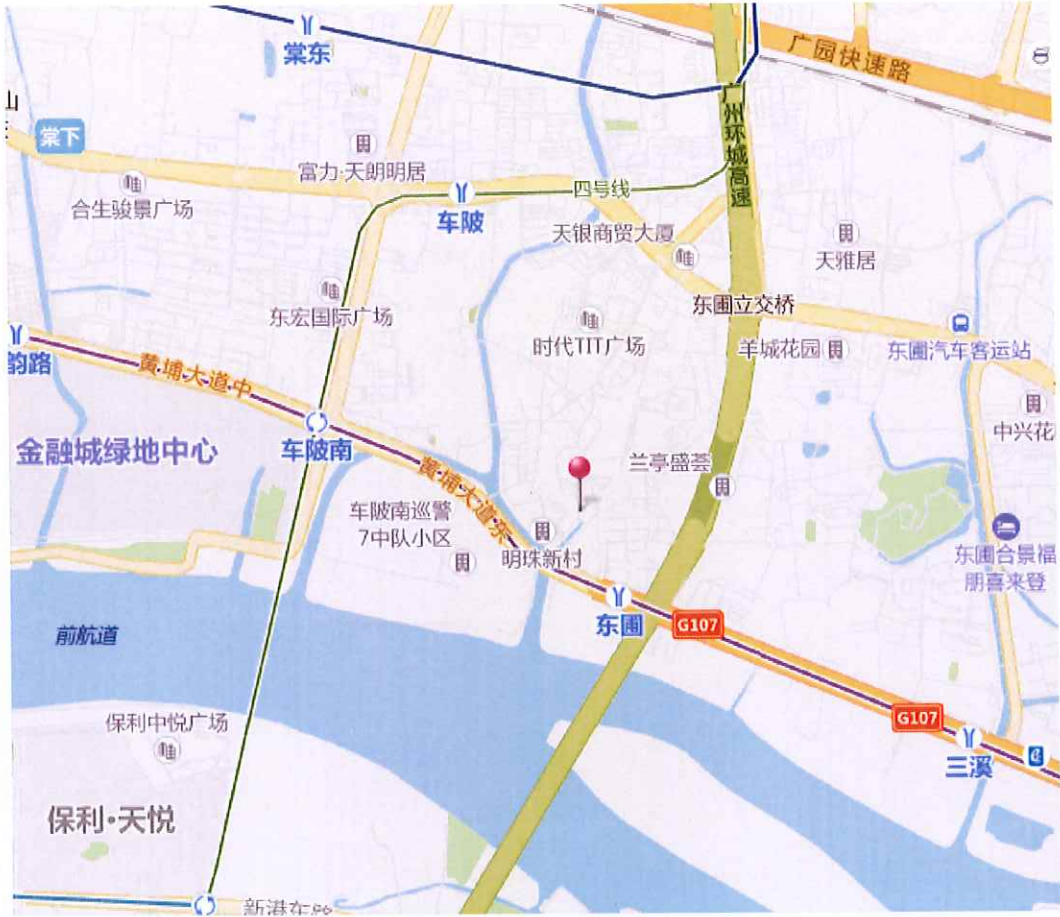 棠东
广园快速路
山
棠下
广州环城高速
富力·天朗明居
四号线
合生骏景广场
车陂
天银商贸大厦
天雅居
东圃立交桥
东宏国际广场
时代TIT广场
羊城花园
东圃汽车客运站
韵路
黄埔大道中
中兴花
金融城绿地中心
车陂南
黄埔大道东
兰亭盛荟
车陂南巡警
7中队小区
明珠新村
东圃合景福
朋喜来登
东圃
G107
前航道
G107
保利中悦广场
三溪
保利·天悦
新港东路